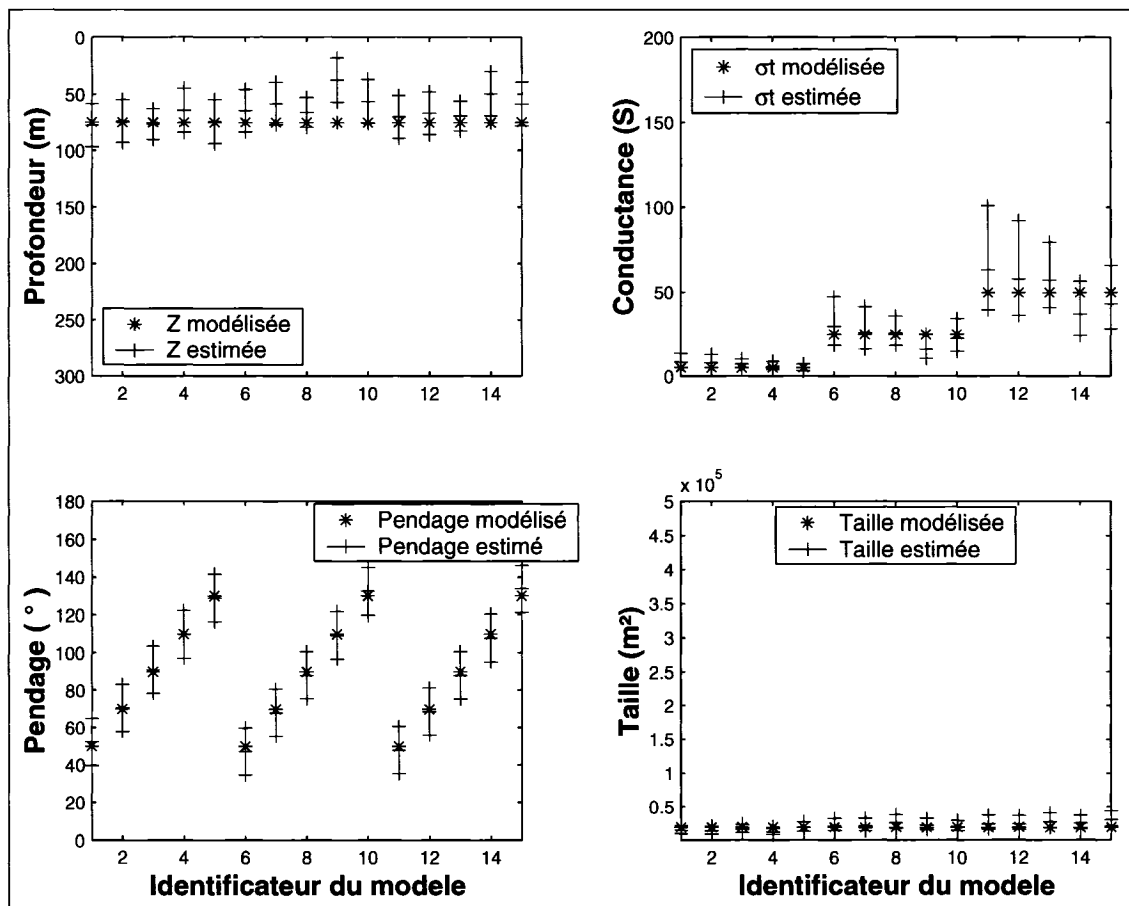 0
50
100
150
200
250
300
Profondeur (m)
Z modélisée
Z estimée
2 4 6 8 10 12 14
200
150
100
50
0
Conductance (S)
σt modélisée
σt estimée
2 4 6 8 10 12 14
180
160
140
120
100
80
60
40
20
0
Pendage ( ° )
Pendage modélisé
Pendage estimé
2 4 6 8 10 12 14
Identificateur du modele
x 10⁵
5
4.5
4
3.5
3
2.5
2
1.5
1
0.5
Taille (m²)
Taille modélisée
Taille estimée
2 4 6 8 10 12 14
Identificateur du modele